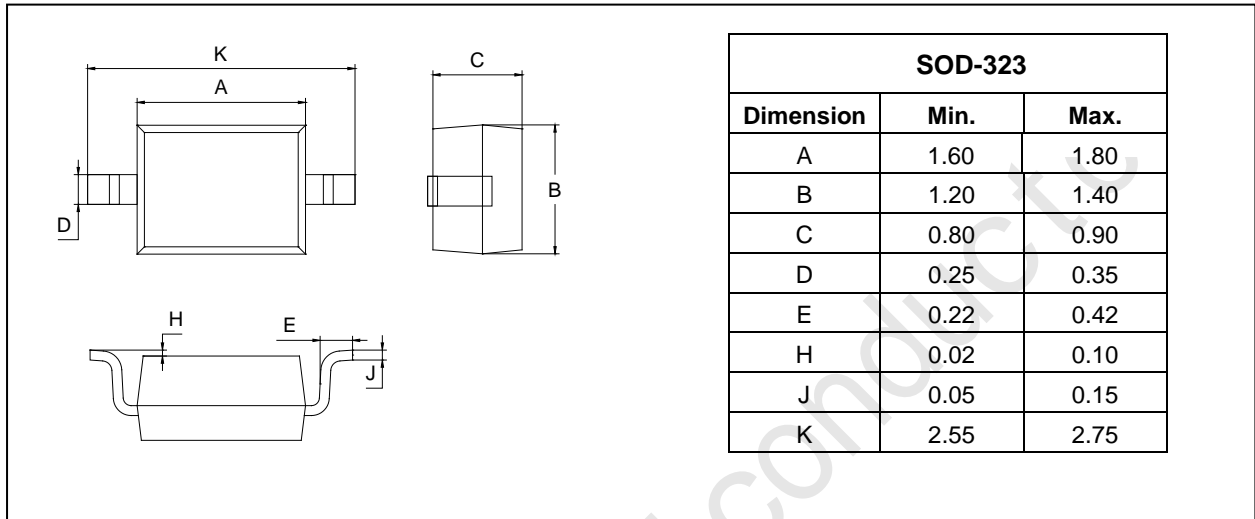 K
A
C
D
B
H
E
J
SOD-323
Dimension Min. Max.
A 1.60 1.80
B 1.20 1.40
C 0.80 0.90
D 0.25 0.35
E 0.22 0.42
H 0.02 0.10
J 0.05 0.15
K 2.55 2.75